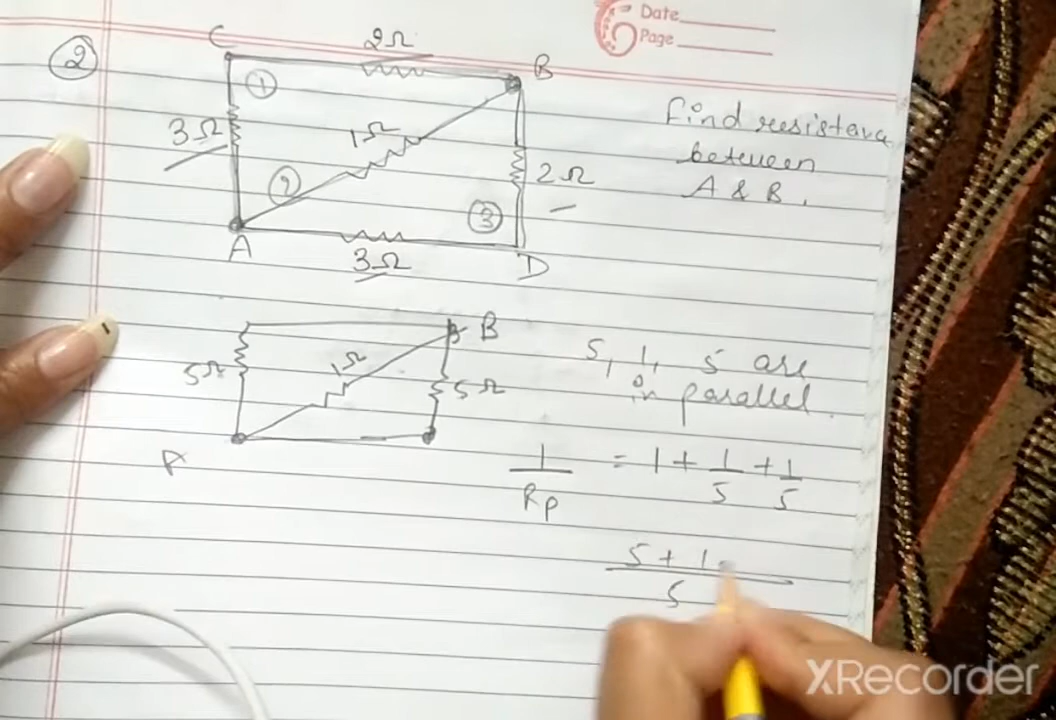 Date
Page
②
C
2Ω
B
①
3Ω
1Ω
②
2Ω
③
A
3Ω
D
Find resistance
between
A & B.
B
5Ω
1Ω
5Ω
A
5, 1, 5 are
in parallel.
1/Rp = 1 + 1/5 + 1/5
5 + 1
5
XRecorder